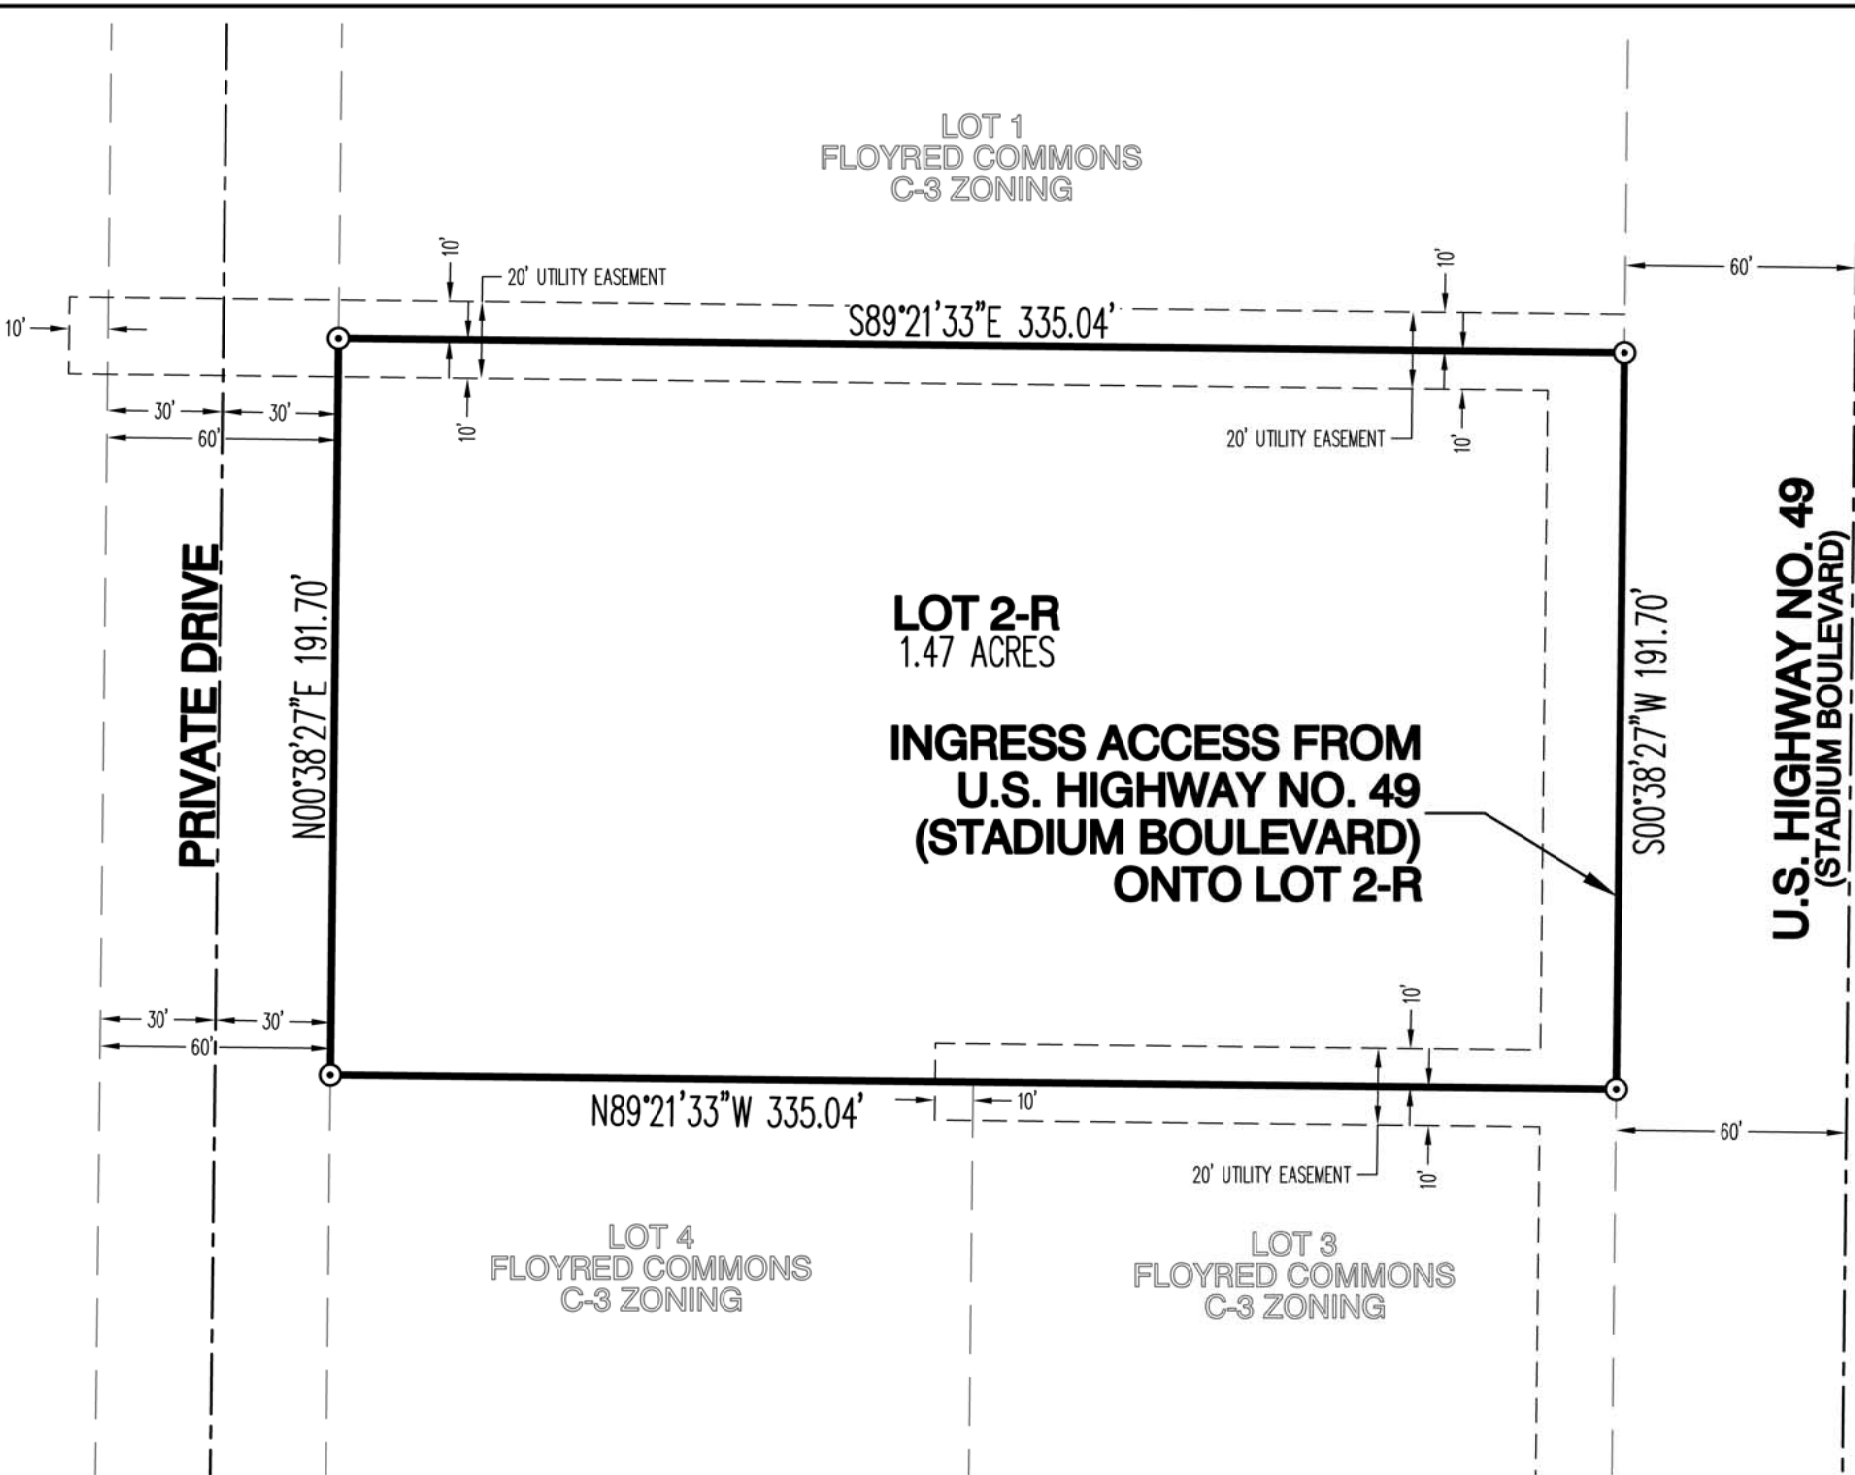 LOT 1
FLOYRED COMMONS
C-3 ZONING
10'
20' UTILITY EASEMENT
10'
60'
S89°21'33"E 335.04'
10'
30'
30'
60'
10'
20' UTILITY EASEMENT
10'
PRIVATE DRIVE
N00°38'27"E 191.70'
LOT 2-R
1.47 ACRES
INGRESS ACCESS FROM
U.S. HIGHWAY NO. 49
(STADIUM BOULEVARD)
ONTO LOT 2-R
S00°38'27"W 191.70'
U.S. HIGHWAY NO. 49
(STADIUM BOULEVARD)
10'
30'
30'
60'
N89°21'33"W 335.04'
10'
60'
20' UTILITY EASEMENT
10'
LOT 4
FLOYRED COMMONS
C-3 ZONING
LOT 3
FLOYRED COMMONS
C-3 ZONING